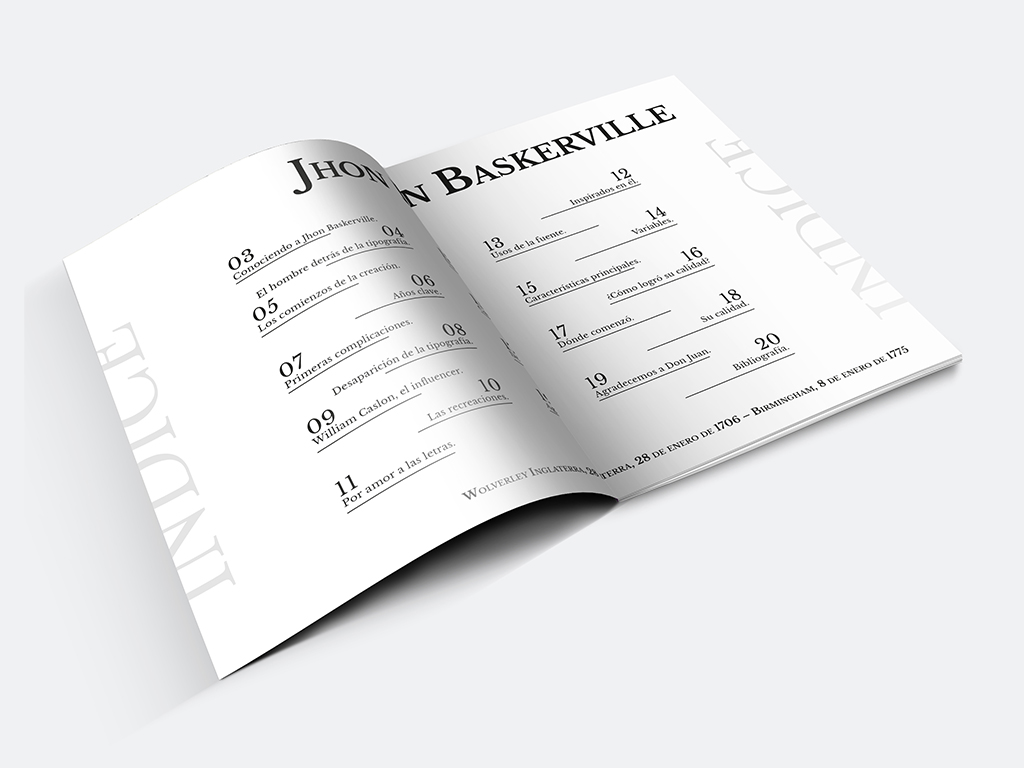 JHON
03
Conociendo a Jhon Baskerville.
04
El hombre detrás de la tipografía.
05
Los comienzos de la creación.
06
Años clave.
07
Primeras complicaciones.
08
Desaparición de la tipografía.
09
William Caslon, el influencer.
10
Las recreaciones.
11
Por amor a las letras.
WOLVERLEY INGLATERRA, 28
INDICE
N BASKERVILLE
12
Inspirados en él.
13
Usos de la fuente.
14
Variables.
15
Características principales.
16
¿Cómo logró su calidad?
17
Dónde comenzó.
18
Su calidad.
19
Agradecemos a Don Juan.
20
Bibliografía.
TERRA, 28 DE ENERO DE 1706 – BIRMINGHAM, 8 DE ENERO DE 1775
INDICE